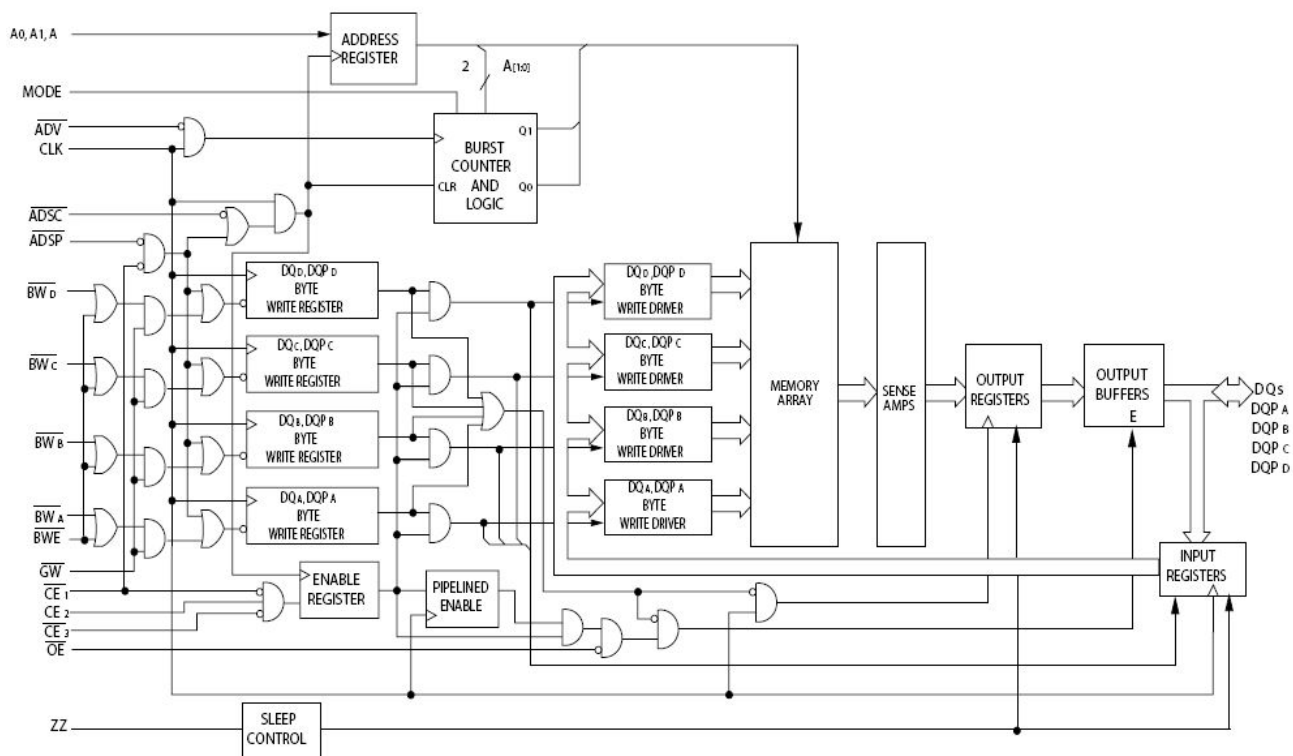 A0, A1, A
ADDRESS
REGISTER
2 A[1:0]
MODE
ADV
CLK
Q1
BURST
COUNTER
AND
LOGIC
CLR
Q0
ADSC
ADSP
BW D
BW C
BW B
BW A
BWE
GW
CE 1
CE 2
CE 3
OE
ZZ
DQD, DQP D
BYTE
WRITE REGISTER
DQC, DQP C
BYTE
WRITE REGISTER
DQB, DQP B
BYTE
WRITE REGISTER
DQA, DQP A
BYTE
WRITE REGISTER
ENABLE
REGISTER
PIPELINED
ENABLE
SLEEP
CONTROL
DQD, DQP D
BYTE
WRITE DRIVER
DQC, DQP C
BYTE
WRITE DRIVER
DQB, DQP B
BYTE
WRITE DRIVER
DQA, DQP A
BYTE
WRITE DRIVER
MEMORY
ARRAY
SENSE
AMPS
OUTPUT
REGISTERS
OUTPUT
BUFFERS
E
DQs
DQP A
DQP B
DQP C
DQP D
INPUT
REGISTERS